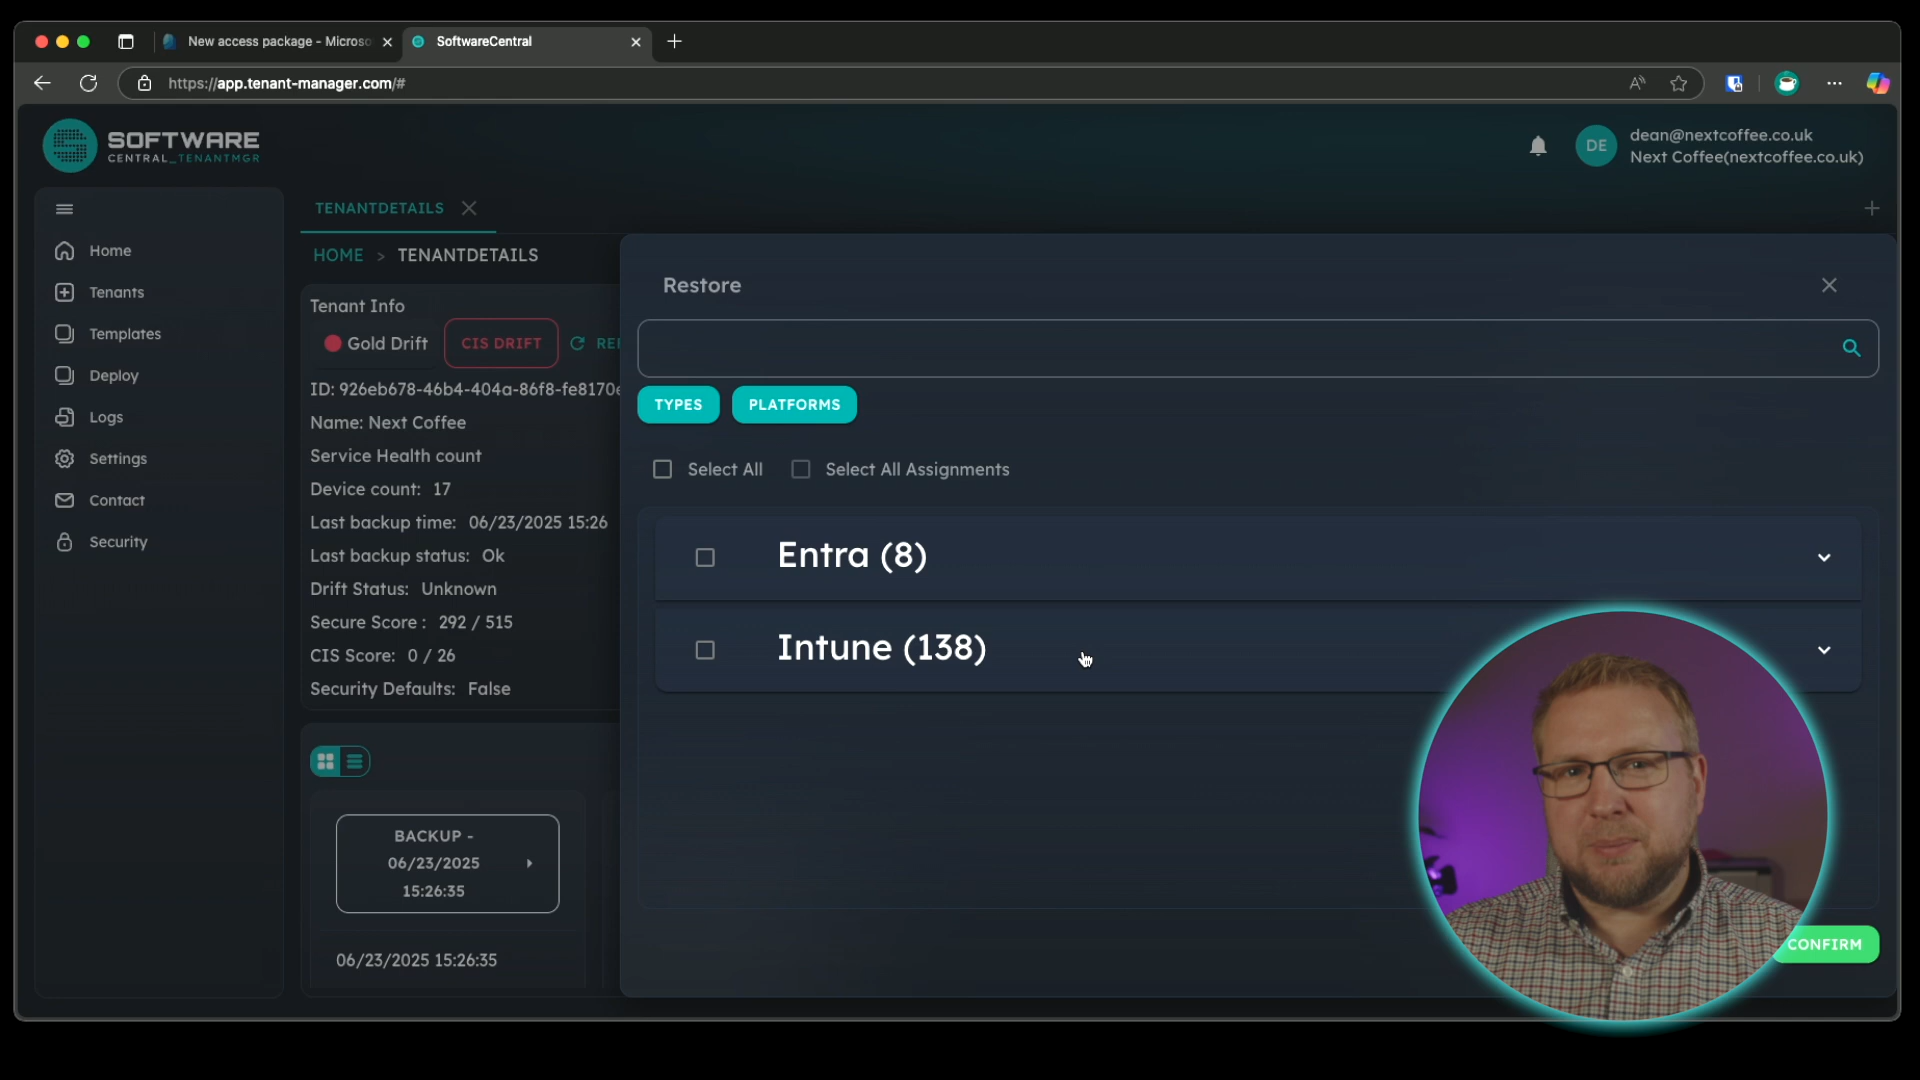 New access package - Microso
SoftwareCentral
https://app.tenant-manager.com/#
SOFTWARE
CENTRAL_TENANTMGR
DE
dean@nextcoffee.co.uk
Next Coffee(nextcoffee.co.uk)
Home
Tenants
Templates
Deploy
Logs
Settings
Contact
Security
TENANTDETAILS
HOME > TENANTDETAILS
Tenant Info
Gold Drift
CIS DRIFT
ID: 926eb678-46b4-404a-86f8-fe8170
Name: Next Coffee
Service Health count
Device count: 17
Last backup time: 06/23/2025 15:26
Last backup status: Ok
Drift Status: Unknown
Secure Score : 292 / 515
CIS Score: 0 / 26
Security Defaults: False
BACKUP -
06/23/2025
15:26:35
06/23/2025 15:26:35
Restore
TYPES
PLATFORMS
Select All
Select All Assignments
Entra (8)
Intune (138)
CONFIRM